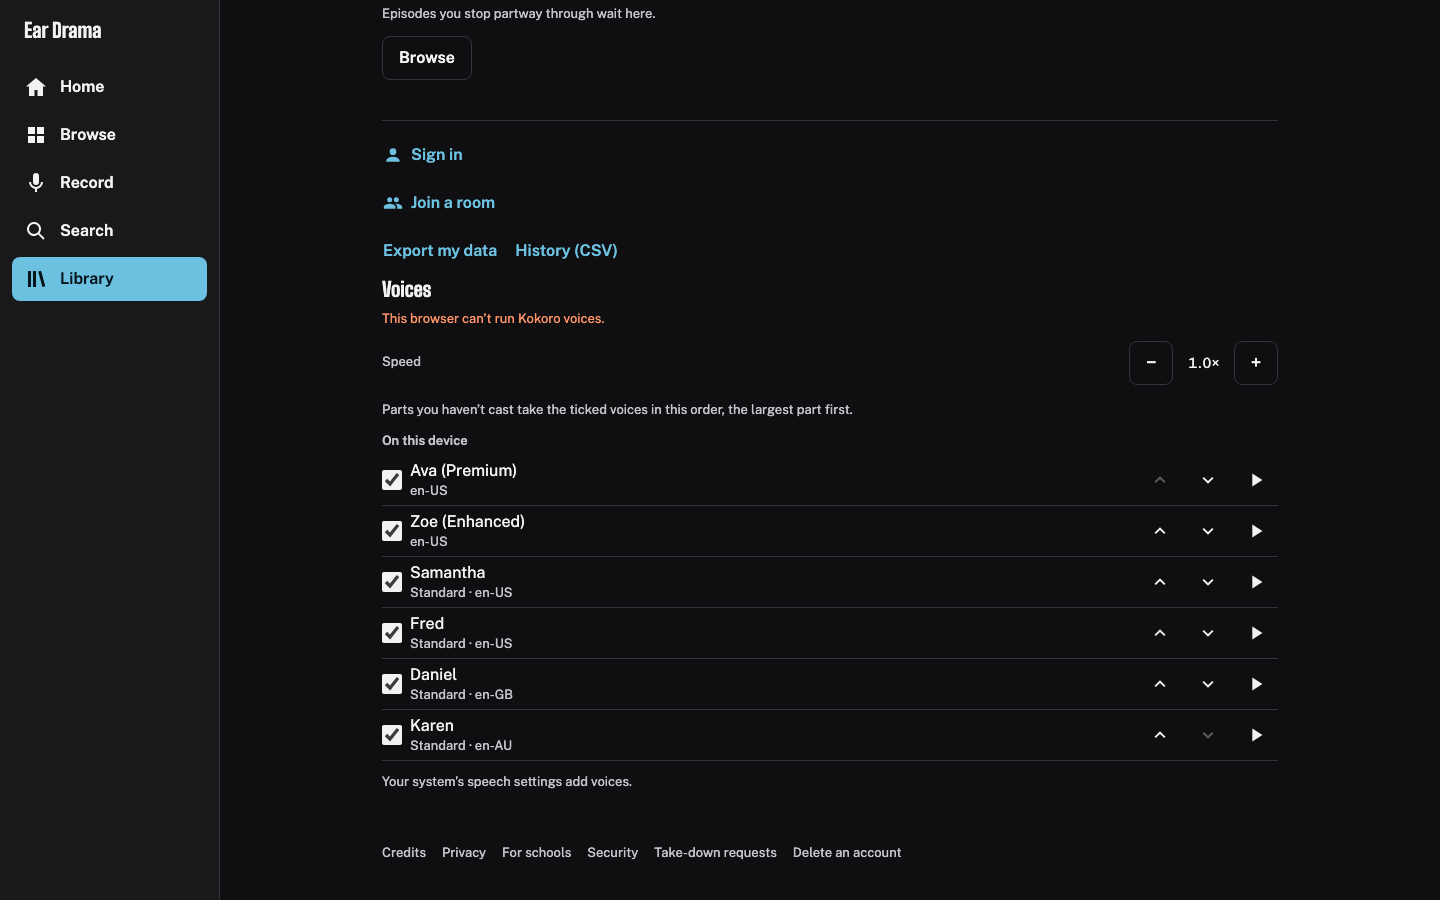 Ear Drama
Home
Browse
Record
Search
Library
Episodes you stop partway through wait here.
Browse
Sign in
Join a room
Export my data History (CSV)
Voices
This browser can't run Kokoro voices.
Speed
− 1.0× +
Parts you haven't cast take the ticked voices in this order, the largest part first.
On this device
Ava (Premium)
en-US
Zoe (Enhanced)
en-US
Samantha
Standard · en-US
Fred
Standard · en-US
Daniel
Standard · en-GB
Karen
Standard · en-AU
Your system's speech settings add voices.
Credits Privacy For schools Security Take-down requests Delete an account